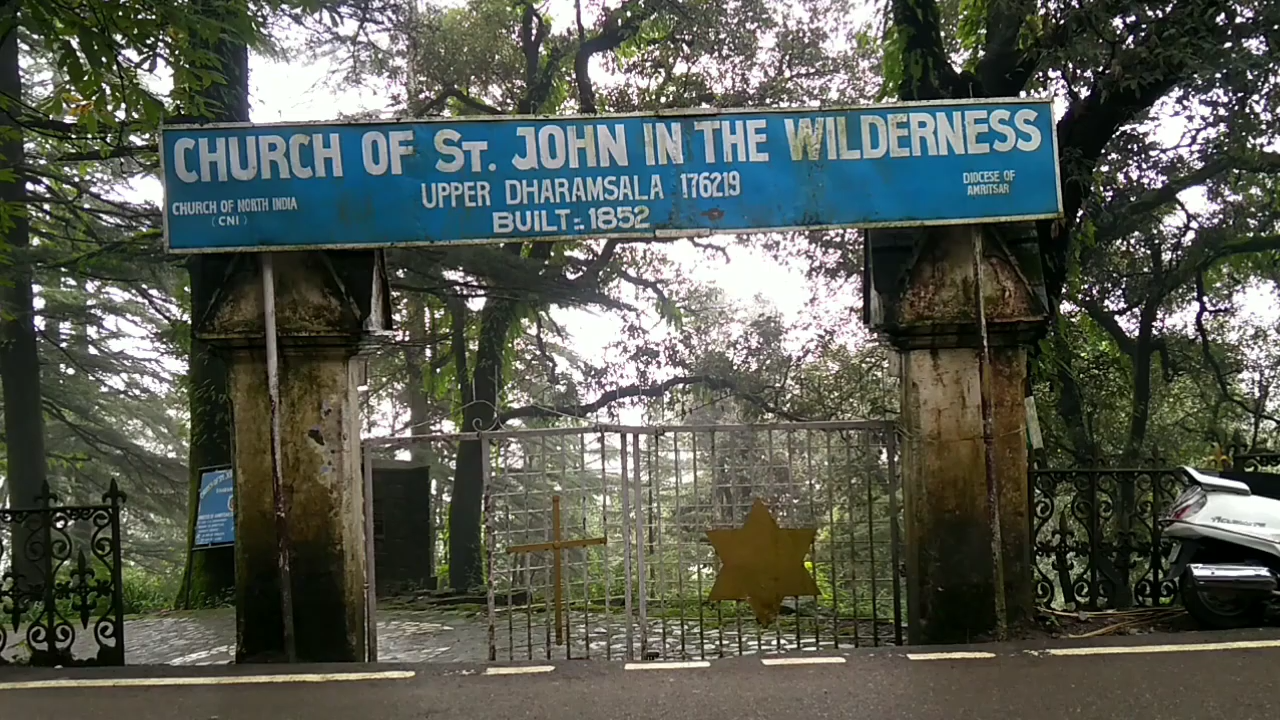 CHURCH OF ST. JOHN IN THE WILDERNESS
UPPER DHARAMSALA 176219
BUILT:- 1852
CHURCH OF NORTH INDIA
(CNI)
DIOCESE OF
AMRITSAR